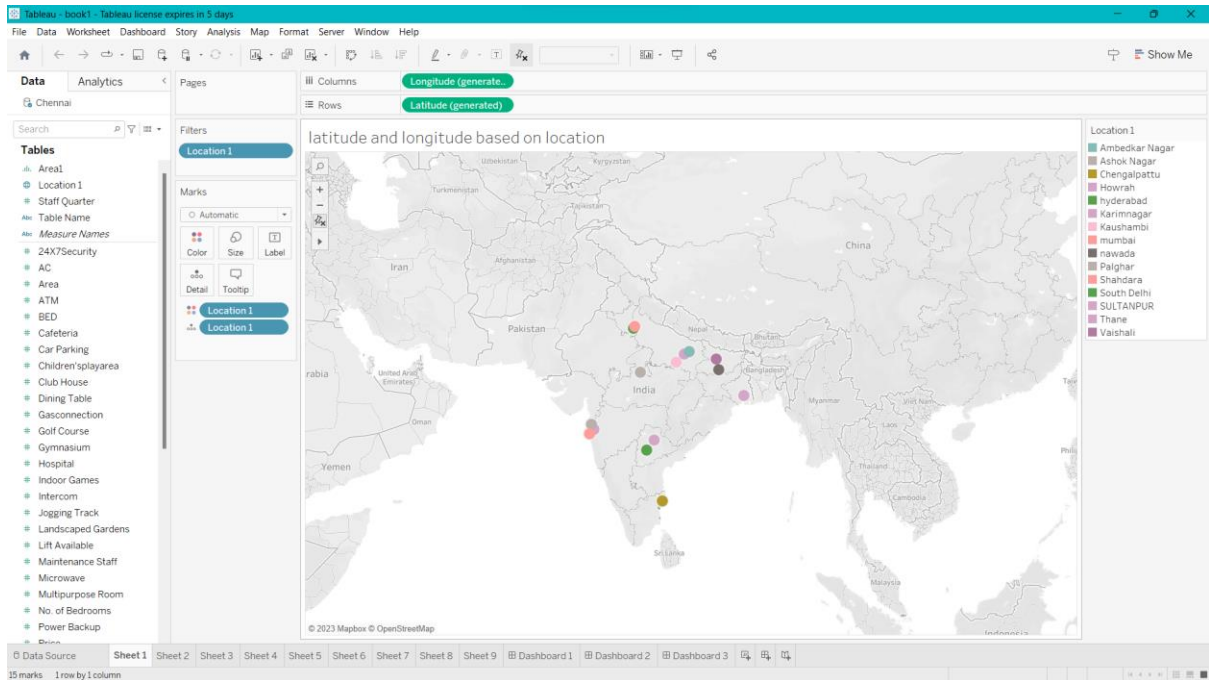 Tableau - book1 - Tableau license expires in 5 days
File Data Worksheet Dashboard Story Analysis Map Format Server Window Help
Show Me
Data Analytics
Pages
Columns Longitude (generate..
Chennai
Rows Latitude (generated)
Search
Tables
Area1
Location 1
Staff Quarter
Abc Table Name
Abc Measure Names
24X7Security
AC
Area
ATM
BED
Cafeteria
Car Parking
Children'splayarea
Club House
Dining Table
Gasconnection
Golf Course
Gymnasium
Hospital
Indoor Games
Intercom
Jogging Track
Landscaped Gardens
Lift Available
Maintenance Staff
Microwave
Multipurpose Room
No. of Bedrooms
Power Backup
Price
Filters
Location 1
Marks
Automatic
Color Size Label
Detail Tooltip
Location 1
Location 1
latitude and longitude based on location
Uzbekistan
Kyrgyzstan
Turkmenistan
Tajikistan
China
Iran
Afghanistan
Pakistan
Nepal
Bhutan
rabia
United Arab
Emirates
Bangladesh
India
Oman
Myanmar
Viet Nam
Laos
Yemen
Thailand
Cambodia
Sri Lanka
Malaysia
Indonesia
Taiw
Phili
© 2023 Mapbox © OpenStreetMap
Location 1
Ambedkar Nagar
Ashok Nagar
Chengalpattu
Howrah
hyderabad
Karimnagar
Kaushambi
mumbai
nawada
Palghar
Shahdara
South Delhi
SULTANPUR
Thane
Vaishali
Data Source Sheet 1 Sheet 2 Sheet 3 Sheet 4 Sheet 5 Sheet 6 Sheet 7 Sheet 8 Sheet 9 Dashboard 1 Dashboard 2 Dashboard 3
15 marks 1 row by 1 column